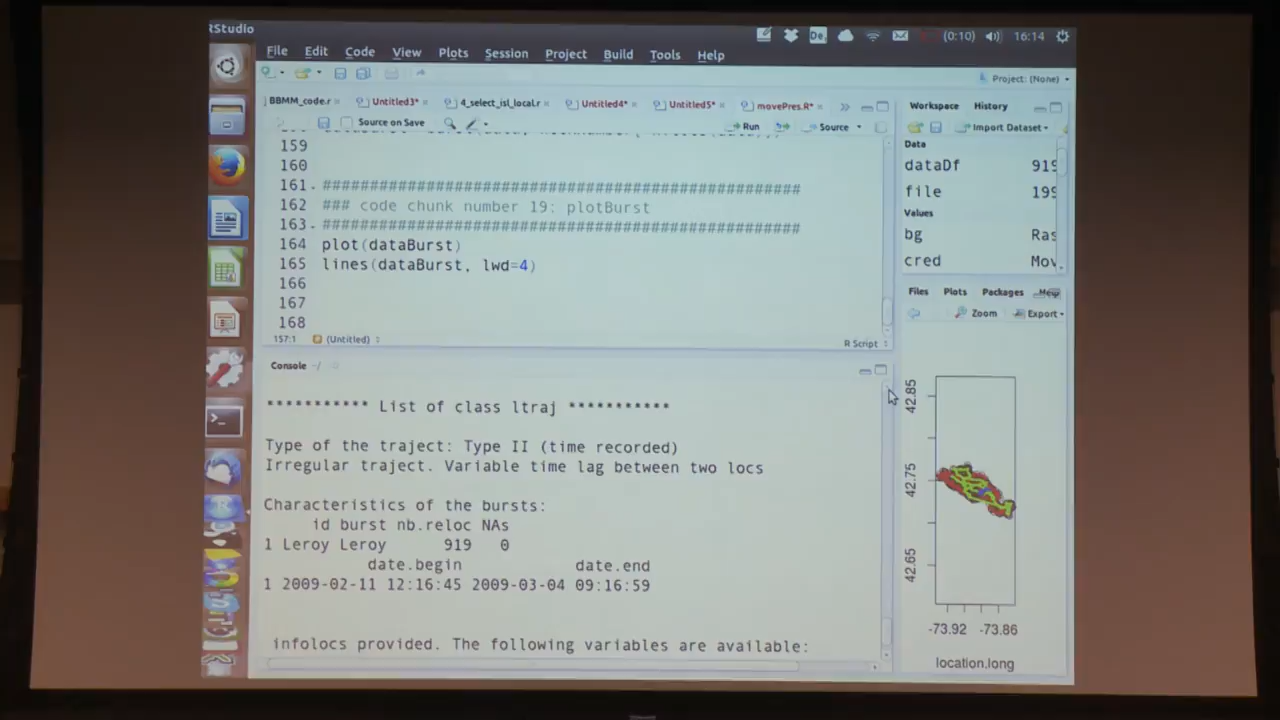 RStudio
De.
(0:10)
16:14
File Edit Code View Plots Session Project Build Tools Help
Project: (None)
BBMM_code.r
Untitled3*
4_select_isl_local.r
Untitled4*
Untitled5*
movePres.R*
Source on Save
Run
Source
159
160
161 ###################################################
162 ### code chunk number 19: plotBurst
163 ###################################################
164 plot(dataBurst)
165 lines(dataBurst, lwd=4)
166
167
168
157:1
(Untitled)
R Script
Console ~/
*********** List of class ltraj ***********
Type of the traject: Type II (time recorded)
Irregular traject. Variable time lag between two locs
Characteristics of the bursts:
id burst nb.reloc NAs
1 Leroy Leroy 919 0
date.begin date.end
1 2009-02-11 12:16:45 2009-03-04 09:16:59
infolocs provided. The following variables are available:
Workspace History
Import Dataset
Data
dataDf 919
file 199
Values
bg Ras
cred Mov
Files Plots Packages Help
Zoom Export
42.85
42.75
42.65
-73.92 -73.86
location.long